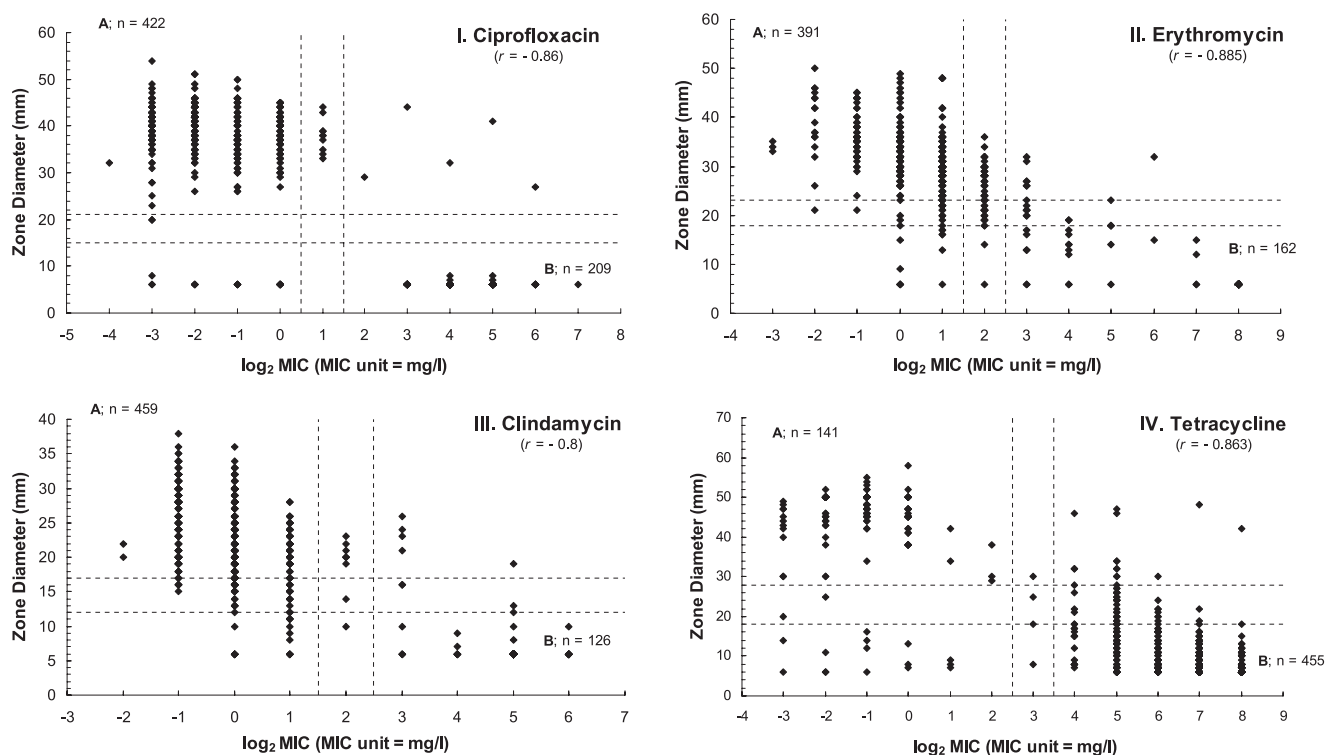 A; n = 422
I. Ciprofloxacin
(r = - 0.86)
60
50
40
30
20
10
0
Zone Diameter (mm)
B; n = 209
-5 -4 -3 -2 -1 0 1 2 3 4 5 6 7 8
log2 MIC (MIC unit = mg/l)
A; n = 391
II. Erythromycin
(r = - 0.885)
60
50
40
30
20
10
0
Zone Diameter (mm)
B; n = 162
-4 -3 -2 -1 0 1 2 3 4 5 6 7 8 9
log2 MIC (MIC unit = mg/l)
A; n = 459
III. Clindamycin
(r = - 0.8)
40
35
30
25
20
15
10
5
0
Zone Diameter (mm)
B; n = 126
-3 -2 -1 0 1 2 3 4 5 6 7
log2 MIC (MIC unit = mg/l)
A; n = 141
IV. Tetracycline
(r = - 0.863)
70
60
50
40
30
20
10
0
Zone Diameter (mm)
B; n = 455
-4 -3 -2 -1 0 1 2 3 4 5 6 7 8 9
log2 MIC (MIC unit = mg/l)